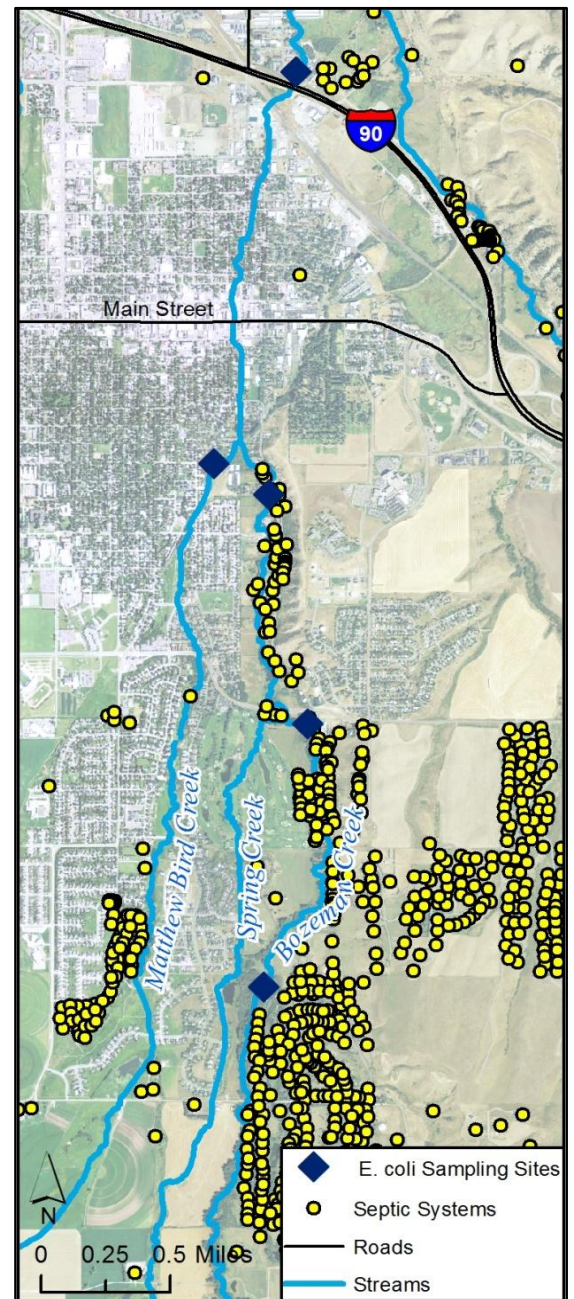 90
Main Street
Matthew Bird Creek
Spring Creek
Bozeman Creek
E. coli Sampling Sites
Septic Systems
Roads
Streams
N
0 0.25 0.5 Miles